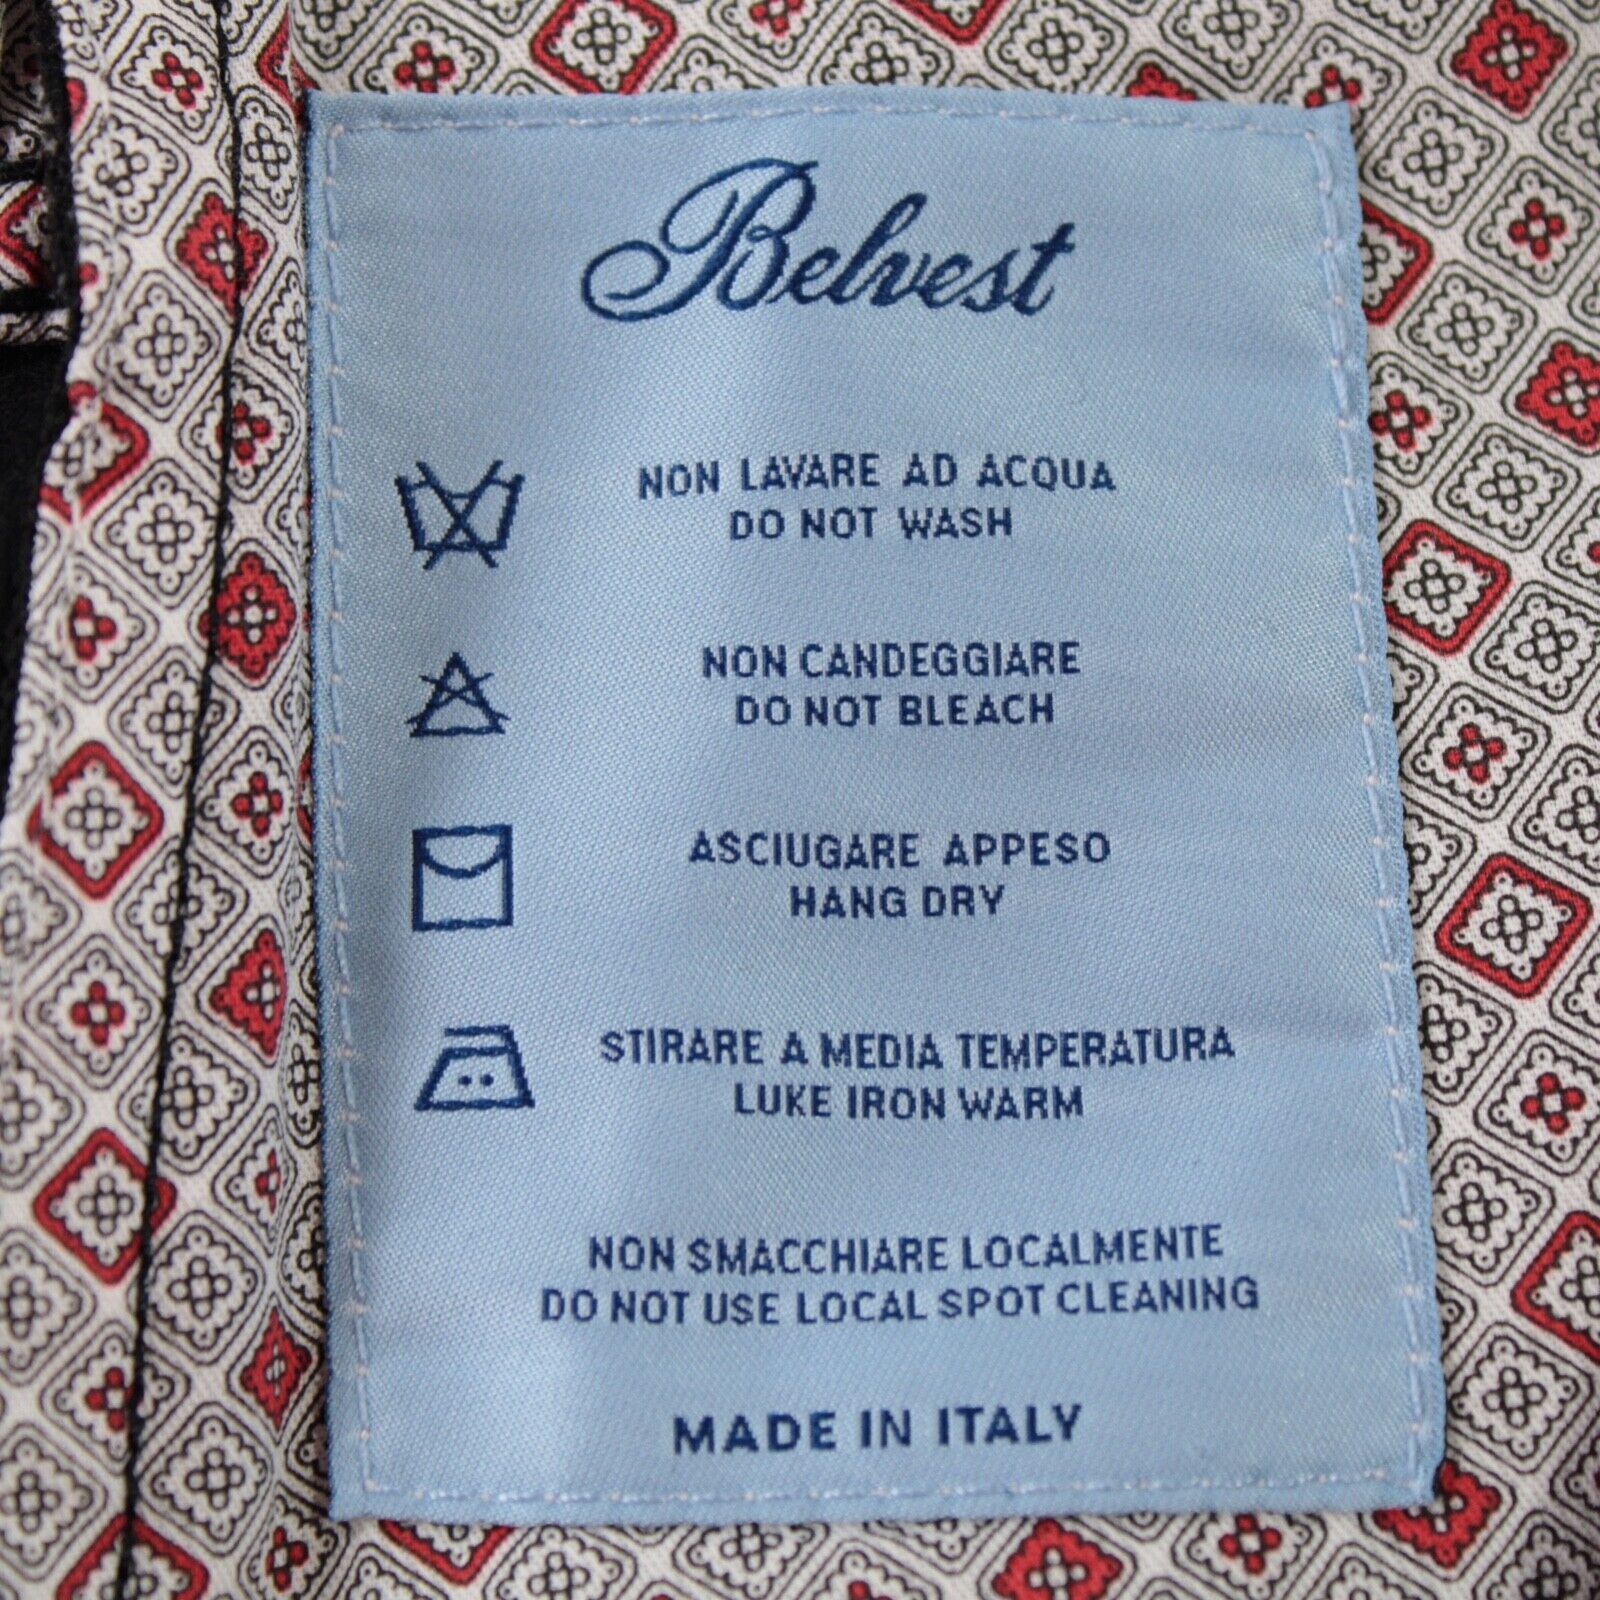 Belvest
NON LAVARE AD ACQUA
DO NOT WASH
NON CANDEGGIARE
DO NOT BLEACH
ASCIUGARE APPESO
HANG DRY
STIRARE A MEDIA TEMPERATURA
LUKE IRON WARM
NON SMACCHIARE LOCALMENTE
DO NOT USE LOCAL SPOT CLEANING
MADE IN ITALY